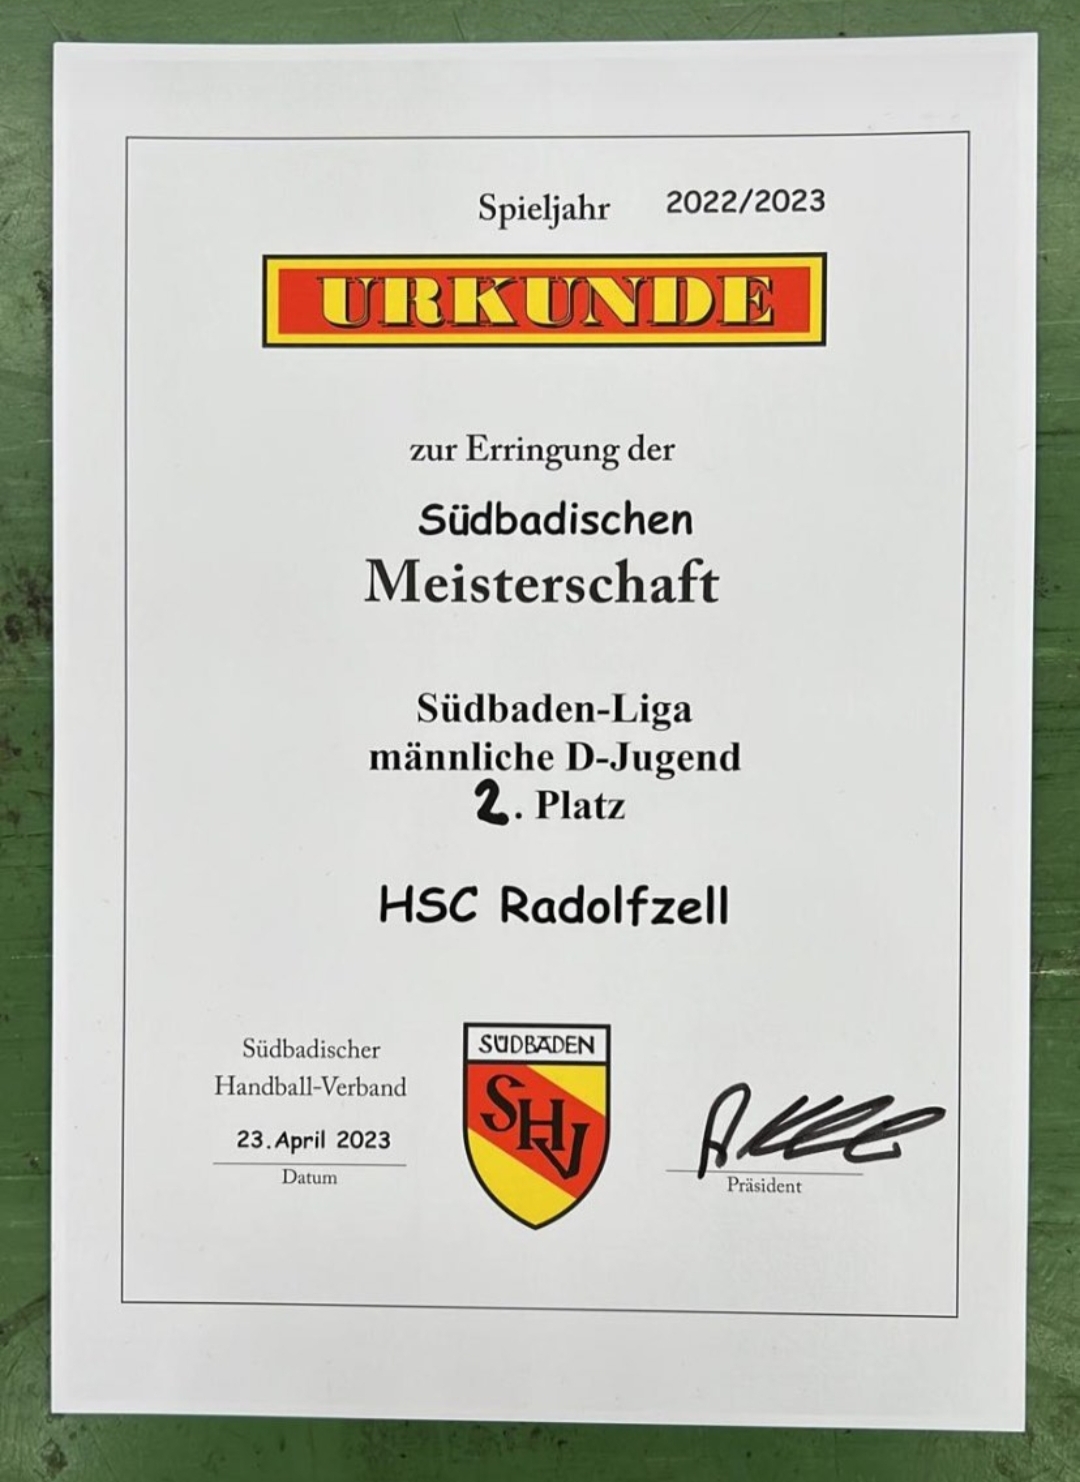 Spieljahr 2022/2023
URKUNDE
zur Erringung der
Südbadischen
Meisterschaft
Südbaden-Liga
männliche D-Jugend
2. Platz
HSC Radolfzell
Südbadischer
Handball-Verband
23.April 2023
Datum
SÜDBADEN
SHV
Präsident